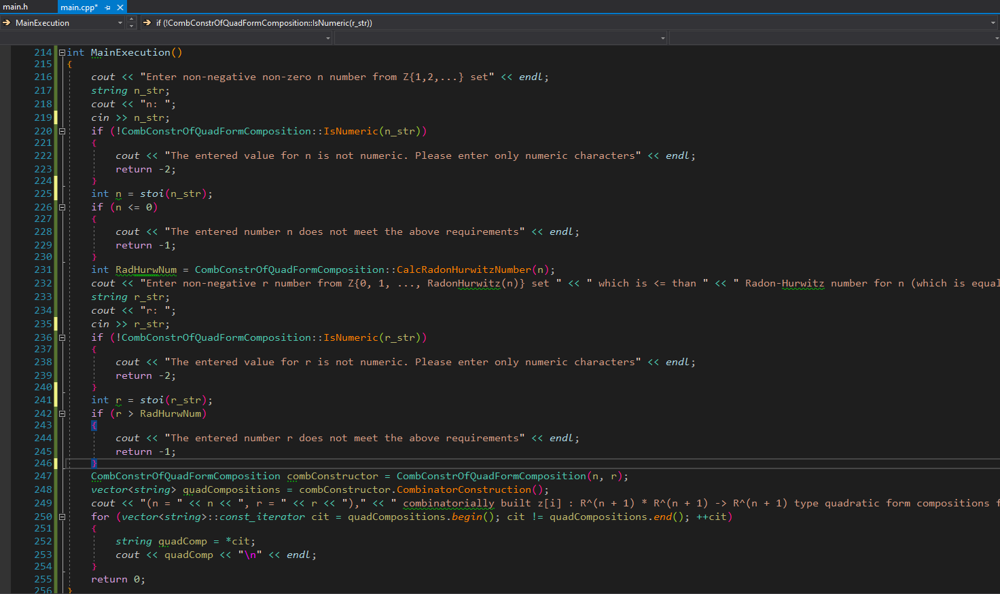 main.h
main.cpp*
MainExecution
if (!CombConstrOfQuadFormComposition::IsNumeric(r_str))
214 int MainExecution()
215 {
216 cout << "Enter non-negative non-zero n number from Z{1,2,...} set" << endl;
217 string n_str;
218 cout << "n: ";
219 cin >> n_str;
220 if (!CombConstrOfQuadFormComposition::IsNumeric(n_str))
221 {
222 cout << "The entered value for n is not numeric. Please enter only numeric characters" << endl;
223 return -2;
224 }
225 int n = stoi(n_str);
226 if (n <= 0)
227 {
228 cout << "The entered number n does not meet the above requirements" << endl;
229 return -1;
230 }
231 int RadHurwNum = CombConstrOfQuadFormComposition::CalcRadonHurwitzNumber(n);
232 cout << "Enter non-negative r number from Z{0, 1, ..., RadonHurwitz(n)} set " << " which is <= than " << " Radon-Hurwitz number for n (which is equal
233 string r_str;
234 cout << "r: ";
235 cin >> r_str;
236 if (!CombConstrOfQuadFormComposition::IsNumeric(r_str))
237 {
238 cout << "The entered value for r is not numeric. Please enter only numeric characters" << endl;
239 return -2;
240 }
241 int r = stoi(r_str);
242 if (r > RadHurwNum)
243 {
244 cout << "The entered number r does not meet the above requirements" << endl;
245 return -1;
246 }
247 CombConstrOfQuadFormComposition combConstructor = CombConstrOfQuadFormComposition(n, r);
248 vector<string> quadCompositions = combConstructor.CombinatorConstruction();
249 cout << "(n = " << n << ", r = " << r << ")," << " combinatorially built z[i] : R^(n + 1) * R^(n + 1) -> R^(n + 1) type quadratic form compositions f
250 for (vector<string>::const_iterator cit = quadCompositions.begin(); cit != quadCompositions.end(); ++cit)
251 {
252 string quadComp = *cit;
253 cout << quadComp << "\n" << endl;
254 }
255 return 0;
256 }